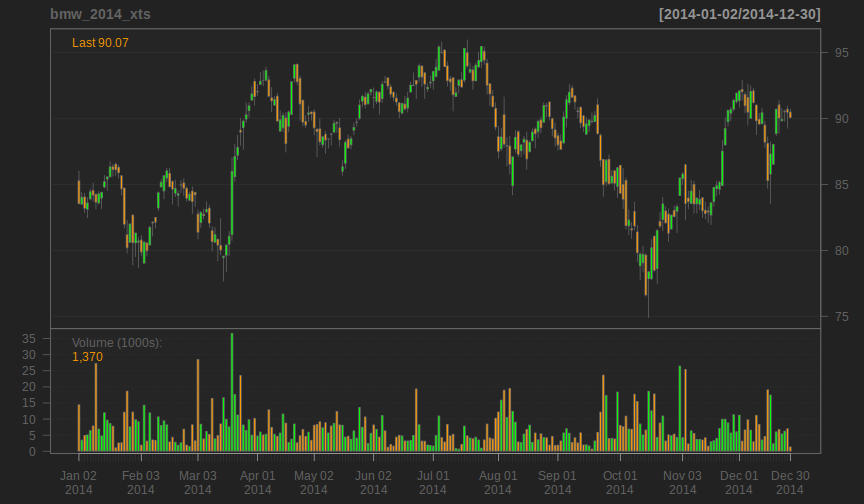 bmw_2014_xts [2014-01-02/2014-12-30]
Last 90.07
95
90
85
80
75
Volume (1000s):
1,370
35
30
25
20
15
10
5
0
Jan 02 Feb 03 Mar 03 Apr 01 May 02 Jun 02 Jul 01 Aug 01 Sep 01 Oct 01 Nov 03 Dec 01 Dec 30
2014 2014 2014 2014 2014 2014 2014 2014 2014 2014 2014 2014 2014